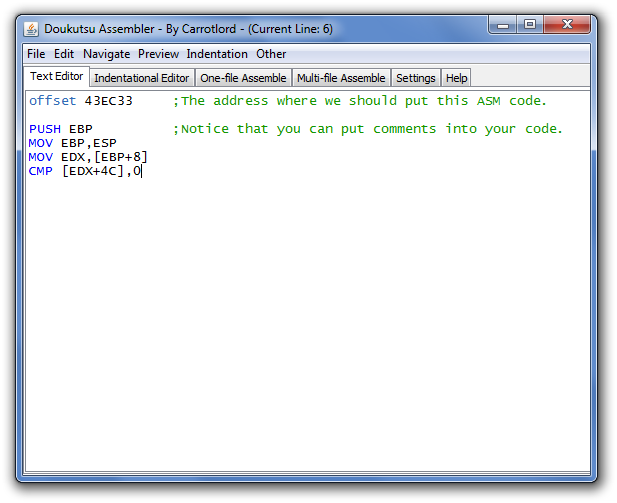 Doukutsu Assembler - By Carrotlord - (Current Line: 6)
File Edit Navigate Preview Indentation Other
Text Editor Indentational Editor One-file Assemble Multi-file Assemble Settings Help
offset 43EC33 ;The address where we should put this ASM code.
PUSH EBP ;Notice that you can put comments into your code.
MOV EBP,ESP
MOV EDX,[EBP+8]
CMP [EDX+4C],0